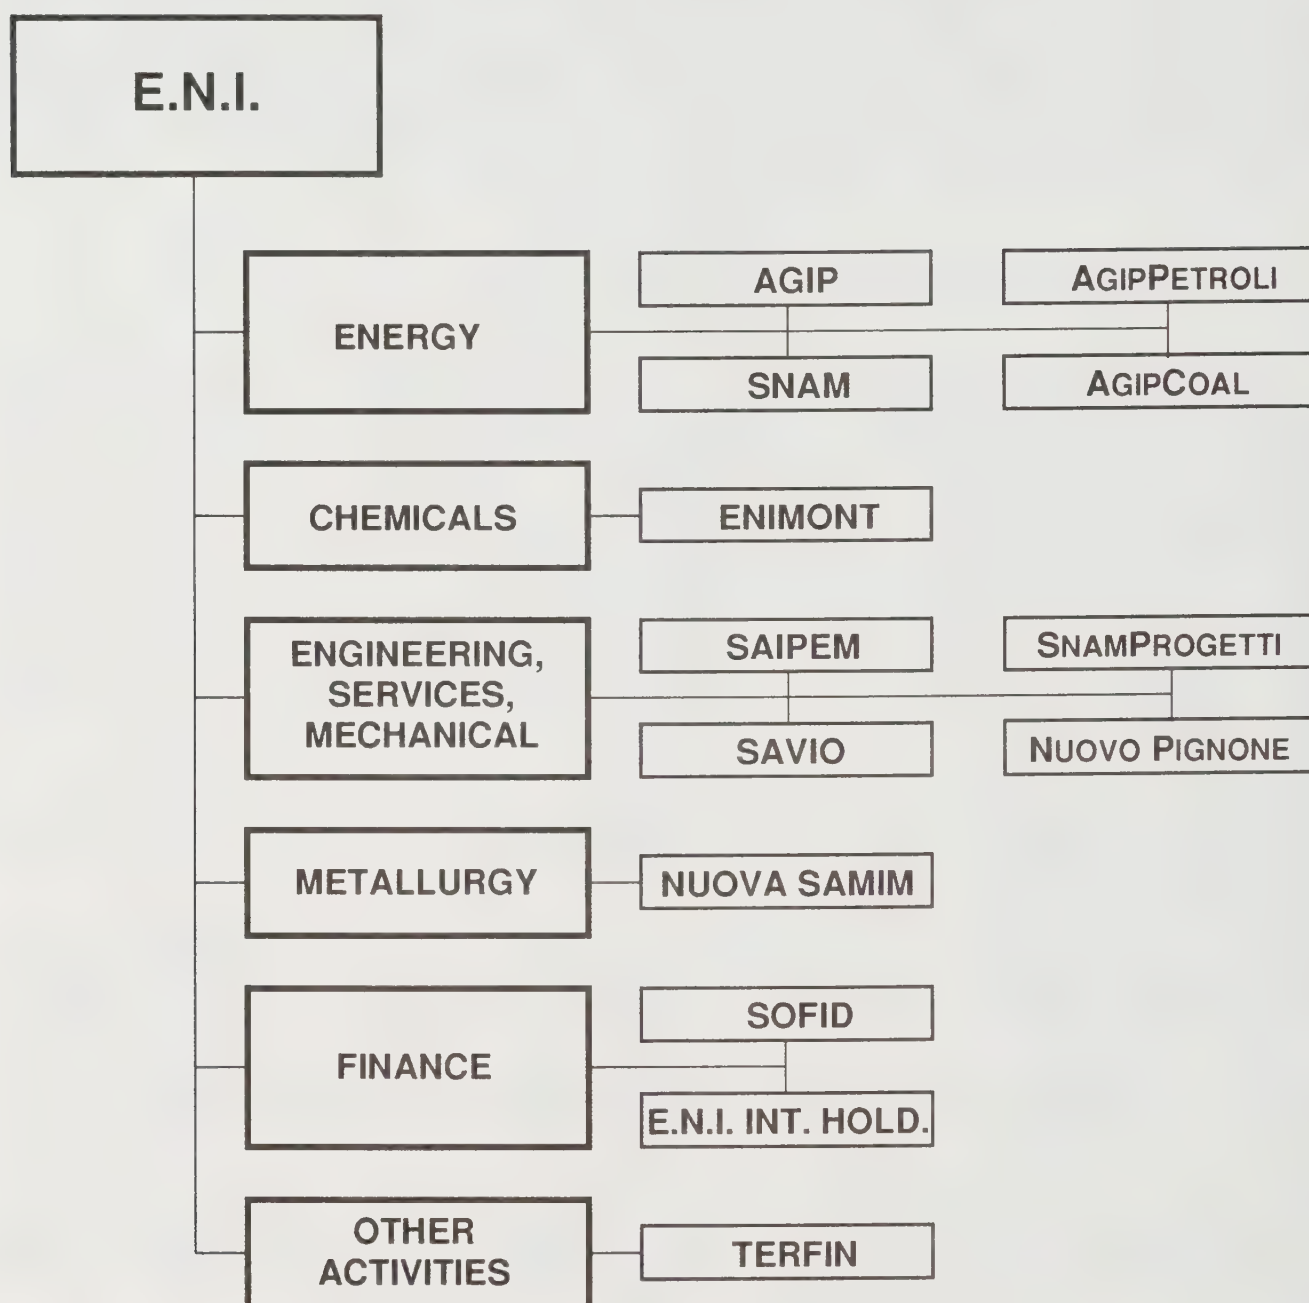 E.N.I.
ENERGY
AGIP
AGIPPETROLI
SNAM
AGIPCOAL
CHEMICALS
ENIMONT
ENGINEERING,
SERVICES,
MECHANICAL
SAIPEM
SNAMPROGETTI
SAVIO
NUOVO PIGNONE
METALLURGY
NUOVA SAMIM
FINANCE
SOFID
E.N.I. INT. HOLD.
OTHER
ACTIVITIES
TERFIN